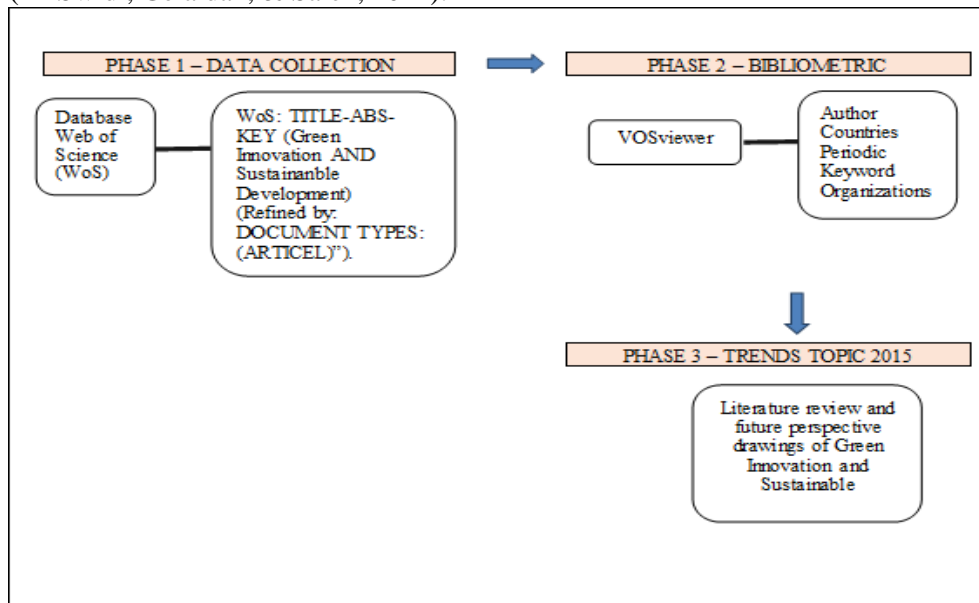 PHASE 1 – DATA COLLECTION
PHASE 2 – BIBLIOMETRIC
Database
Web of
Science
(WoS)
WoS: TITLE-ABS-
KEY (Green
Innovation AND
Sustainanble
Development)
(Refined by:
DOCUMENT TYPES:
(ARTICEL)”).
VOSviewer
Author
Countries
Periodic
Keyword
Organizations
PHASE 3 – TRENDS TOPIC 2015
Literature review and
future perspective
drawings of Green
Innovation and
Sustainable